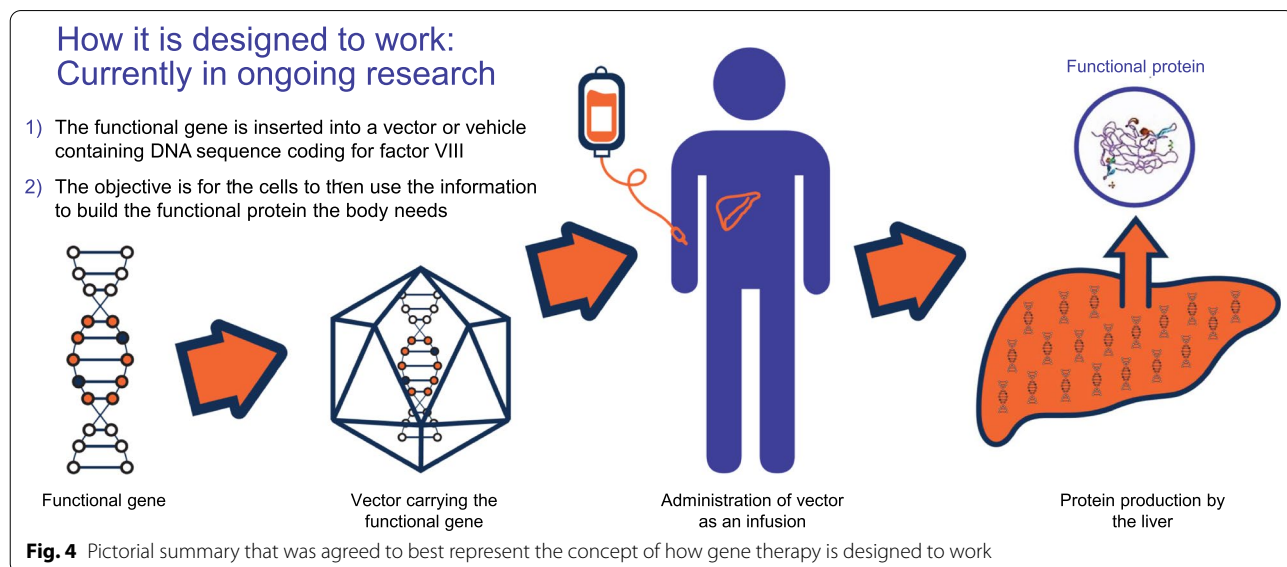 How it is designed to work:
Currently in ongoing research
1) The functional gene is inserted into a vector or vehicle
containing DNA sequence coding for factor VIII
2) The objective is for the cells to then use the information
to build the functional protein the body needs
Functional protein
Functional gene
Vector carrying the
functional gene
Administration of vector
as an infusion
Protein production by
the liver
Fig. 4 Pictorial summary that was agreed to best represent the concept of how gene therapy is designed to work